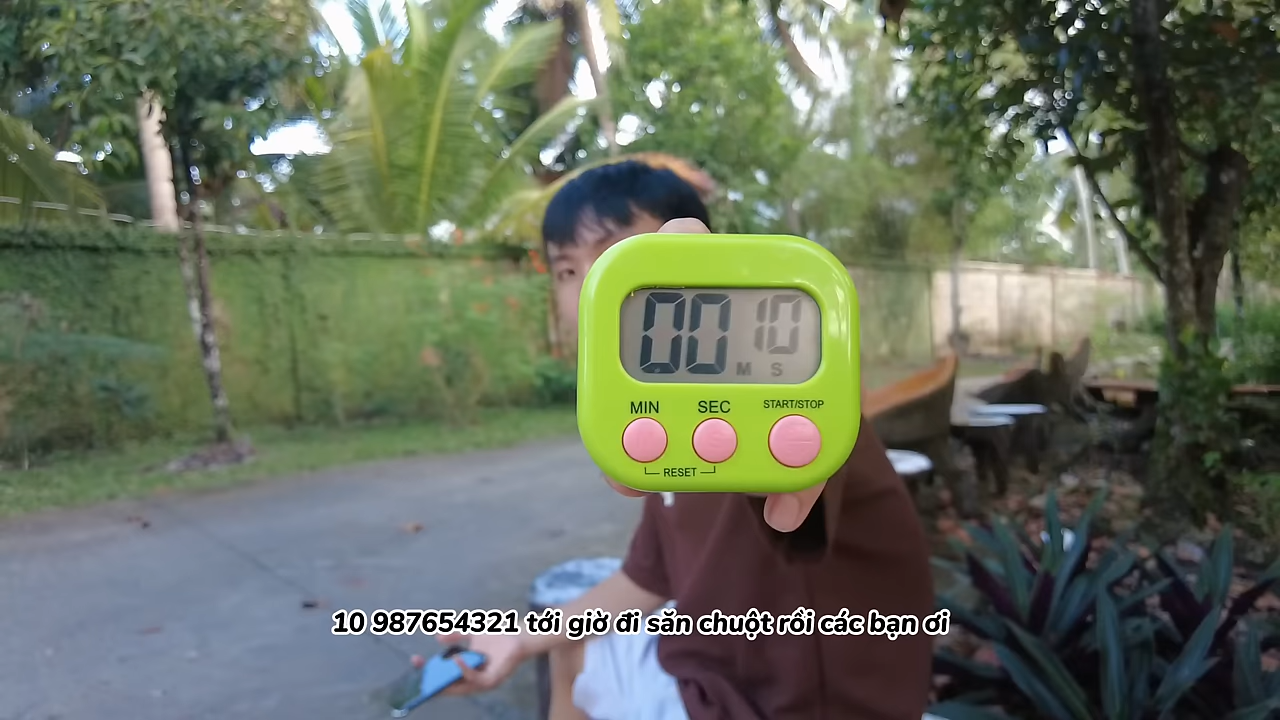 00 10
M S
MIN SEC START/STOP
RESET
10 987654321 tới giờ đi săn chuột rồi các bạn ơi